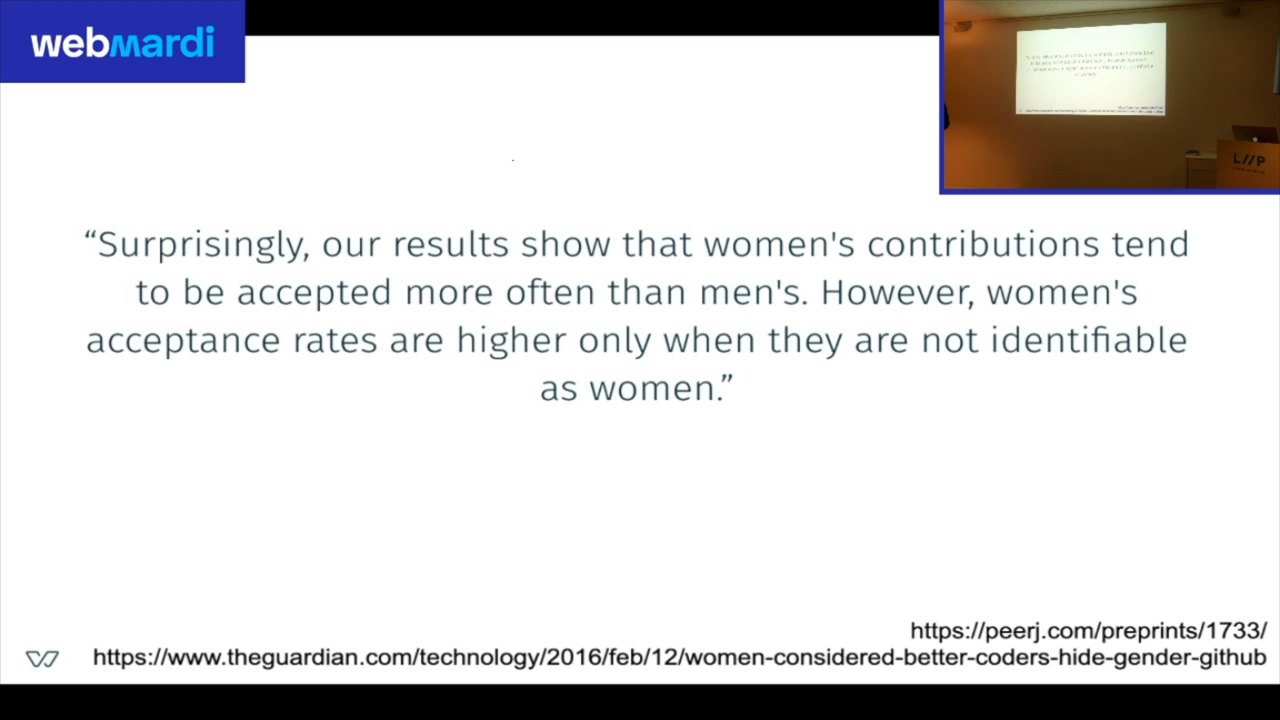 webmardi
“Surprisingly, our results show that women's contributions tend
to be accepted more often than men's. However, women's
acceptance rates are higher only when they are not identifiable
as women.”
https://peerj.com/preprints/1733/
https://www.theguardian.com/technology/2016/feb/12/women-considered-better-coders-hide-gender-github
LIIP